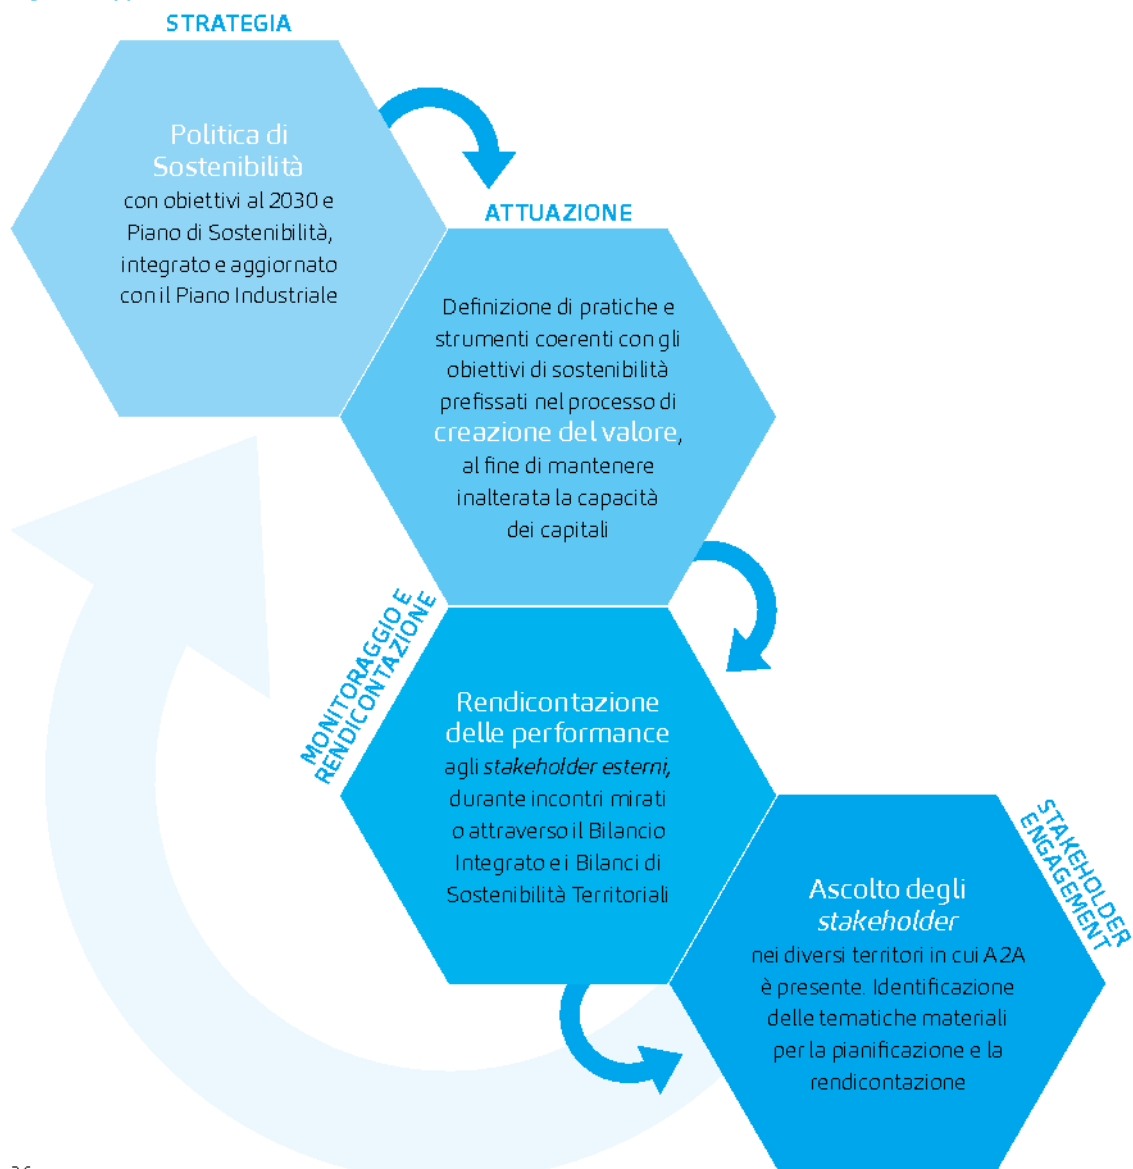 STRATEGIA
Politica di
Sostenibilità
con obiettivi al 2030 e
Piano di Sostenibilità,
integrato e aggiornato
con il Piano Industriale
ATTUAZIONE
Definizione di pratiche e
strumenti coerenti con gli
obiettivi di sostenibilità
prefissati nel processo di
creazione del valore,
al fine di mantenere
inalterata la capacità
dei capitali
MONITORAGGIO E
RENDICONTAZIONE
Rendicontazione
delle performance
agli stakeholder esterni,
durante incontri mirati
o attraverso il Bilancio
Integrato e i Bilanci di
Sostenibilità Territoriali
STAKEHOLDER
ENGAGEMENT
Ascolto degli
stakeholder
nei diversi territori in cui A2A
è presente. Identificazione
delle tematiche materiali
per la pianificazione e la
rendicontazione